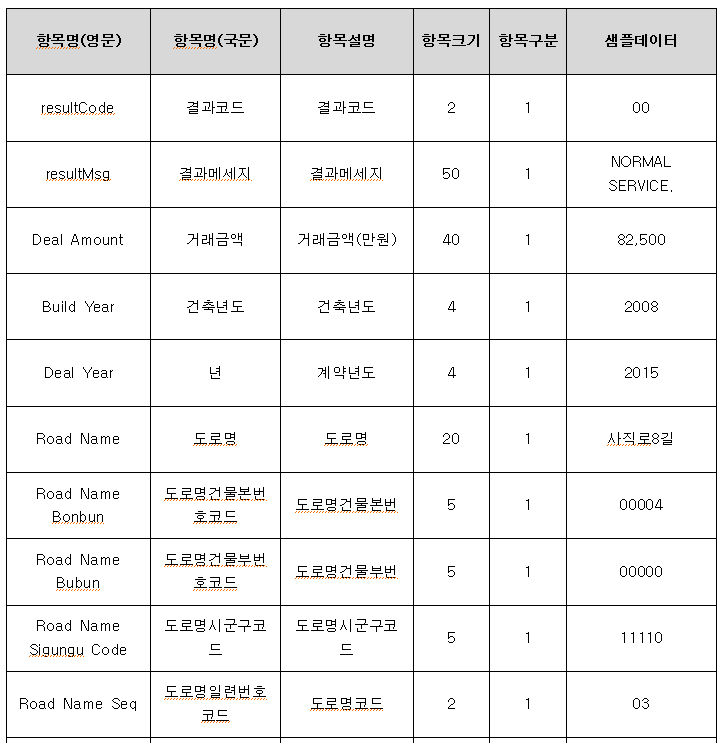 항목명(영문) 항목명(국문) 항목설명 항목크기 항목구분 샘플데이터
resultCode 결과코드 결과코드 2 1 00
resultMsg 결과메세지 결과메세지 50 1 NORMAL
SERVICE.
Deal Amount 거래금액 거래금액(만원) 40 1 82,500
Build Year 건축년도 건축년도 4 1 2008
Deal Year 년 계약년도 4 1 2015
Road Name 도로명 도로명 20 1 사직로8길
Road Name
Bonbun 도로명건물본번
호코드 도로명건물본번 5 1 00004
Road Name
Bubun 도로명건물부번
호코드 도로명건물부번 5 1 00000
Road Name
Sigungu Code 도로명시군구코
드 도로명시군구코
드 5 1 11110
Road Name Seq 도로명일련번호
코드 도로명코드 2 1 03